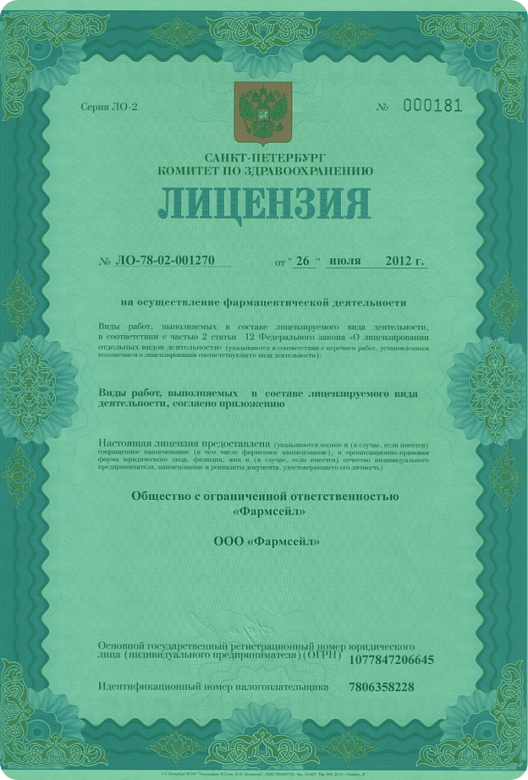 Серия ЛО-2 № 000181
САНКТ-ПЕТЕРБУРГ
КОМИТЕТ ПО ЗДРАВООХРАНЕНИЮ
ЛИЦЕНЗИЯ
№ ЛО-78-02-001270 от " 26 " июля 2012 г.
на осуществление фармацевтической деятельности
Виды работ, выполняемых в составе лицензируемого вида деятельности,
в соответствии с частью 2 статьи 12 Федерального закона «О лицензировании
отдельных видов деятельности» (указываются в соответствии с перечнем работ, установленным
положением о лицензировании соответствующего вида деятельности):
Виды работ, выполняемых в составе лицензируемого вида
деятельности, согласно приложению
Настоящая лицензия предоставлена (указываются полное и (в случае, если имеется)
сокращенное наименование (в том числе фирменное наименование), и организационно-правовая
форма юридического лица, фамилия, имя и (в случае, если имеется) отчество индивидуального
предпринимателя, наименование и реквизиты документа, удостоверяющего его личность)
Общество с ограниченной ответственностью
«Фармсейл»
ООО «Фармсейл»
Основной государственный регистрационный номер юридического
лица (индивидуального предпринимателя) (ОГРН) 1077847206645
Идентификационный номер налогоплательщика 7806358228